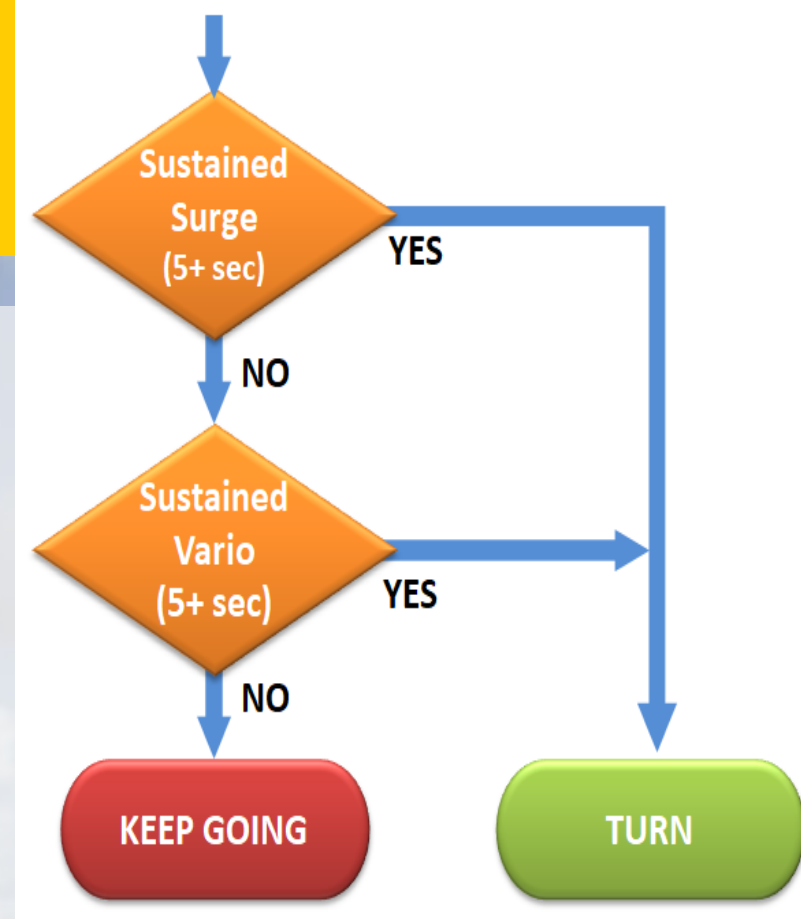 Sustained
Surge
(5+ sec)
YES
NO
Sustained
Vario
(5+ sec)
YES
NO
KEEP GOING
TURN